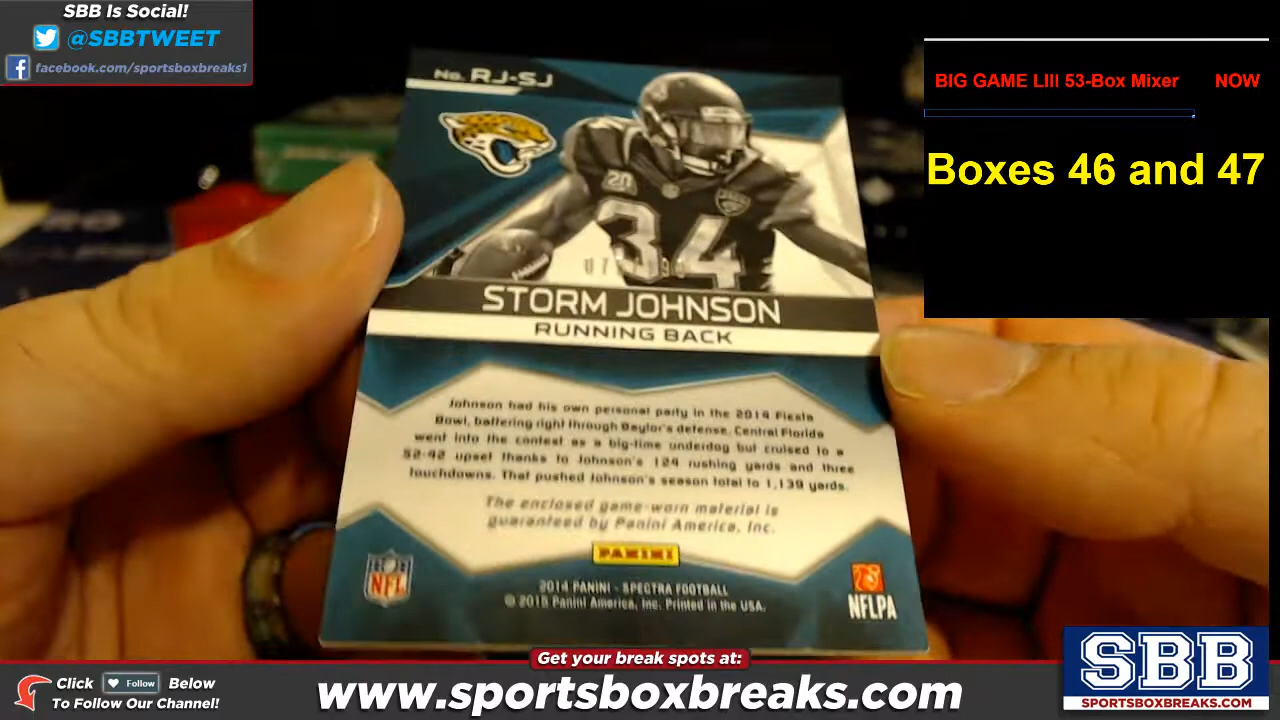 SBB Is Social!
@SBBTWEET
facebook.com/sportsboxbreaks1
BIG GAME LIII 53-Box Mixer NOW
Boxes 46 and 47
No. RJ-SJ
20
34
STORM JOHNSON
RUNNING BACK
Johnson had his own personal party in the 2014 Fiesta
Bowl, battering right through Baylor's defense. Central Florida
went into the contest as a big-time underdog but cruised to a
52-42 upset thanks to Johnson's 124 rushing yards and three
touchdowns. That pushed Johnson's season total to 1,139 yards.
The enclosed game-worn material is
guaranteed by Panini America, Inc.
PANINI
NFL
2014 PANINI - SPECTRA FOOTBALL
© 2015 Panini America, Inc. Printed in the USA.
NFLPA
Get your break spots at:
Click Follow Below
To Follow Our Channel!
www.sportsboxbreaks.com
SBB
SPORTSBOXBREAKS.COM